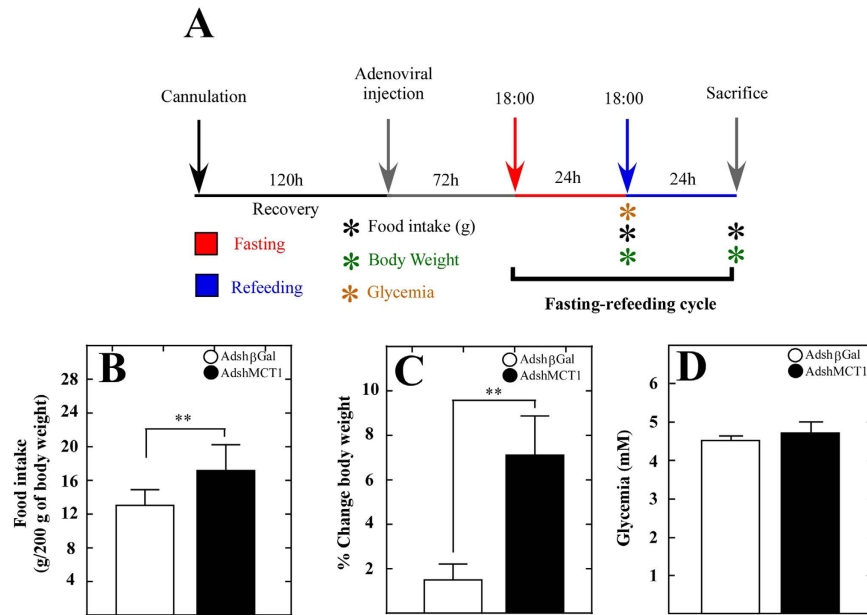 A
Cannulation
Adenoviral
injection
18:00
18:00
Sacrifice
120h
72h
24h
24h
Recovery
Fasting
Refeeding
* Food intake (g)
* Body Weight
* Glycemia
*
*
*
*
*
Fasting-refeeding cycle
B
AdshβGal
AdshMCT1
Food intake
(g/200 g of body weight)
28
24
20
16
12
8
4
**
C
AdshβGal
AdshMCT1
% Change body weight
10
8
6
4
2
**
D
AdshβGal
AdshMCT1
Glycemia (mM)
6
5
4
3
2
1